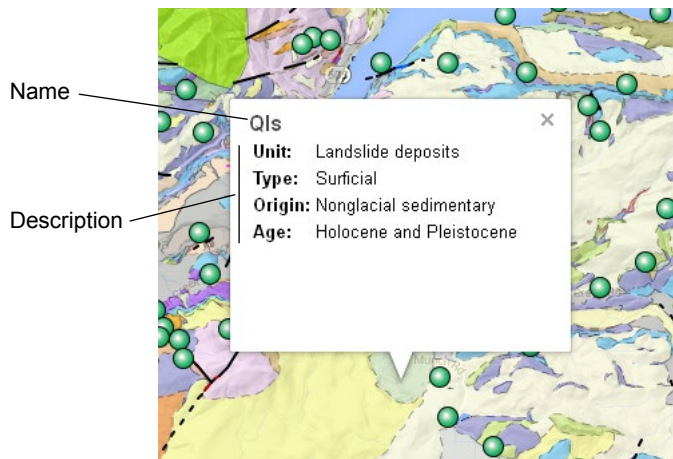 Name
Qls
×
Unit: Landslide deposits
Type: Surficial
Origin: Nonglacial sedimentary
Age: Holocene and Pleistocene
Description